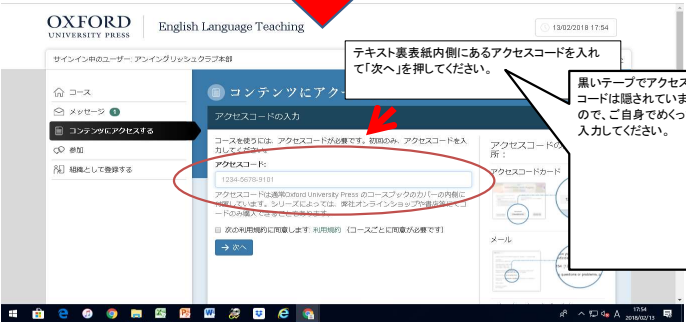 OXFORD
UNIVERSITY PRESS
English Language Teaching
13/02/2018 17:54
サインイン中のユーザー: アンイングリッシュクラブ本部
テキスト裏表紙内側にあるアクセスコードを入れ
て「次へ」を押してください。
黒いテープでアクセス
コードは隠されていま
ので、ご自身でめくっ
入力してください。
コース
メッセージ 1
コンテンツにアクセスする
参加
組織として登録する
コンテンツにアク
アクセスコードの入力
コースを使うには、アクセスコードが必要です。初回のみ、アクセスコードを入
力してください。
アクセスコード:
1234-5678-9101
アクセスコードは通常Oxford University Press のコースブックのカバーの内側に
付属しています。シリーズによっては、弊社オンラインショップや書店等にてコ
ードのみ購入できることもあります。
次の利用規約に同意します: 利用規約 (コースごとに同意が必要です)
→ 次へ
アクセスコードの
所:
アクセスコードカード
メール
A
17:54
2018/02/13